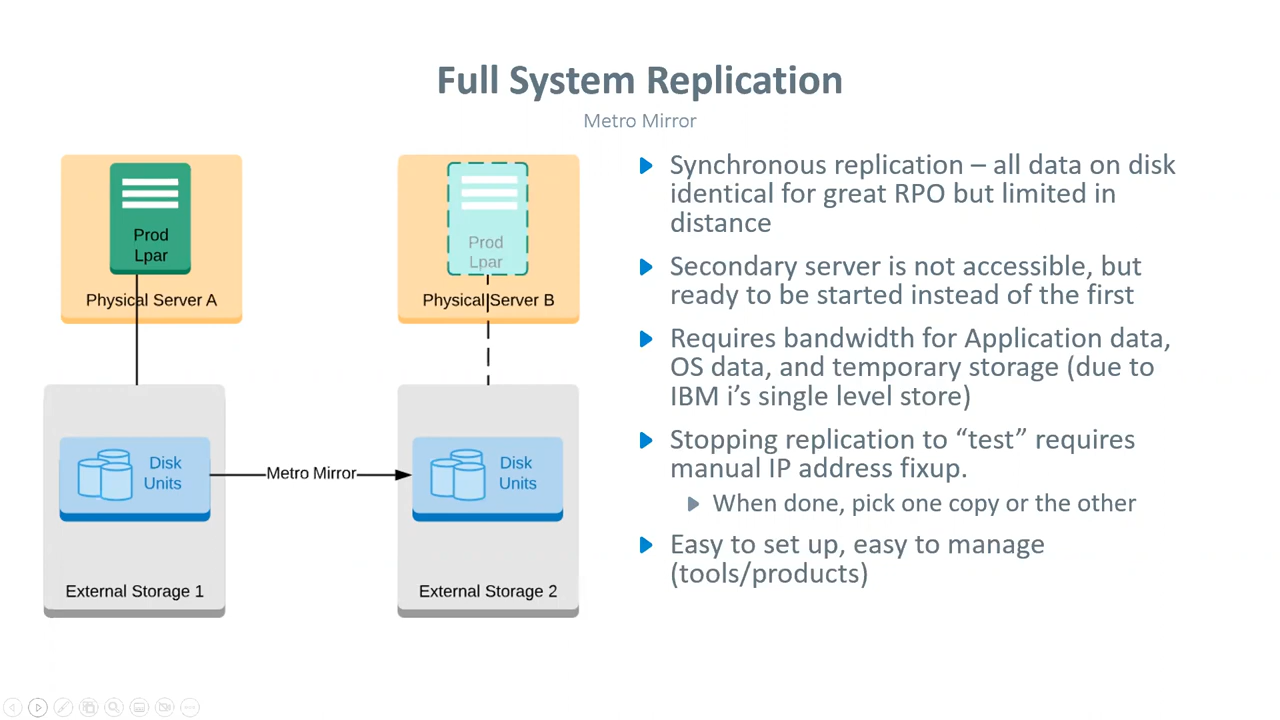 Full System Replication
Metro Mirror
Prod
Lpar
Physical Server A
Prod
Lpar
Physical Server B
Disk
Units
Metro Mirror
Disk
Units
External Storage 1
External Storage 2
Synchronous replication – all data on disk
identical for great RPO but limited in
distance
Secondary server is not accessible, but
ready to be started instead of the first
Requires bandwidth for Application data,
OS data, and temporary storage (due to
IBM i’s single level store)
Stopping replication to “test” requires
manual IP address fixup.
When done, pick one copy or the other
Easy to set up, easy to manage
(tools/products)